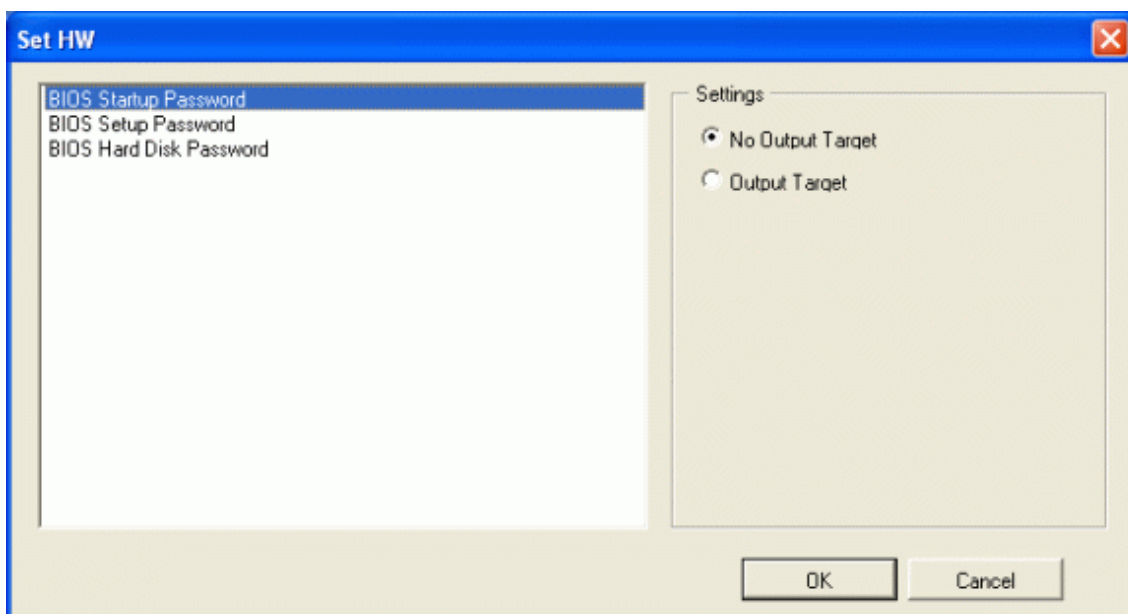 Set HW
BIOS Startup Password
BIOS Setup Password
BIOS Hard Disk Password
Settings
No Output Target
Output Target
OK
Cancel